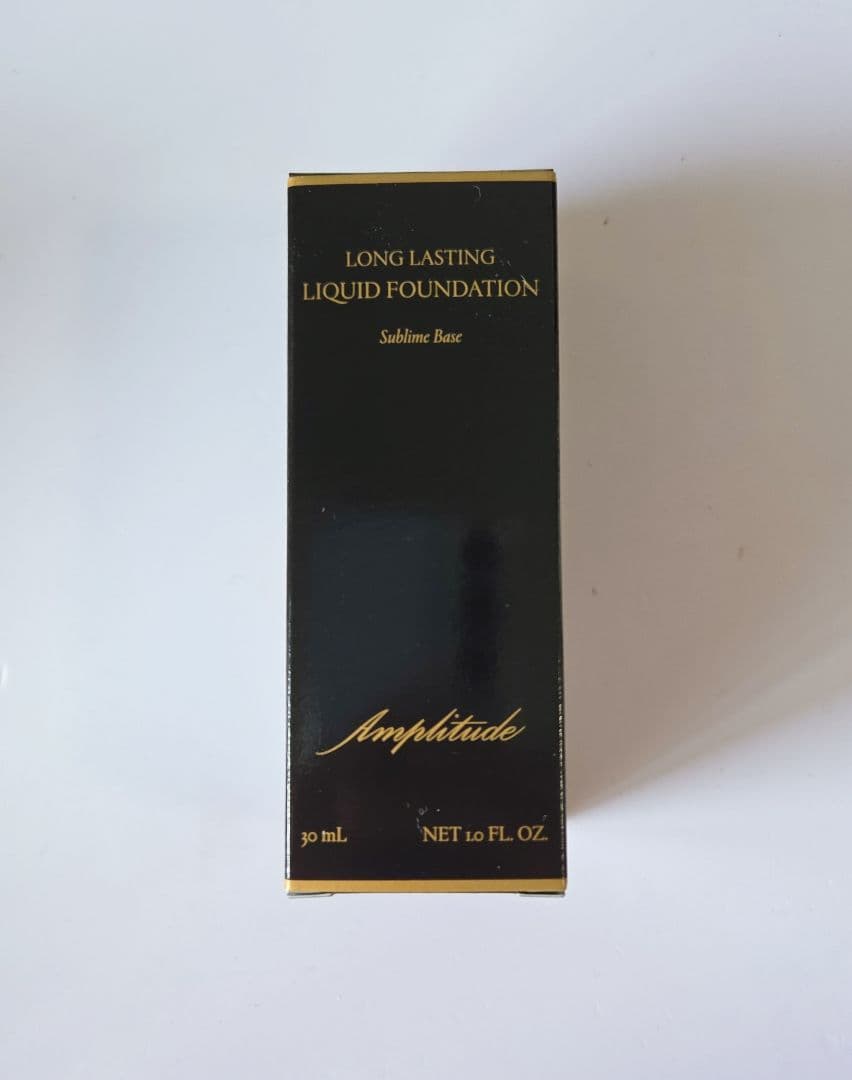 LONG LASTING
LIQUID FOUNDATION
Sublime Base
Amplitude
30 mL NET 1.0 FL. OZ.